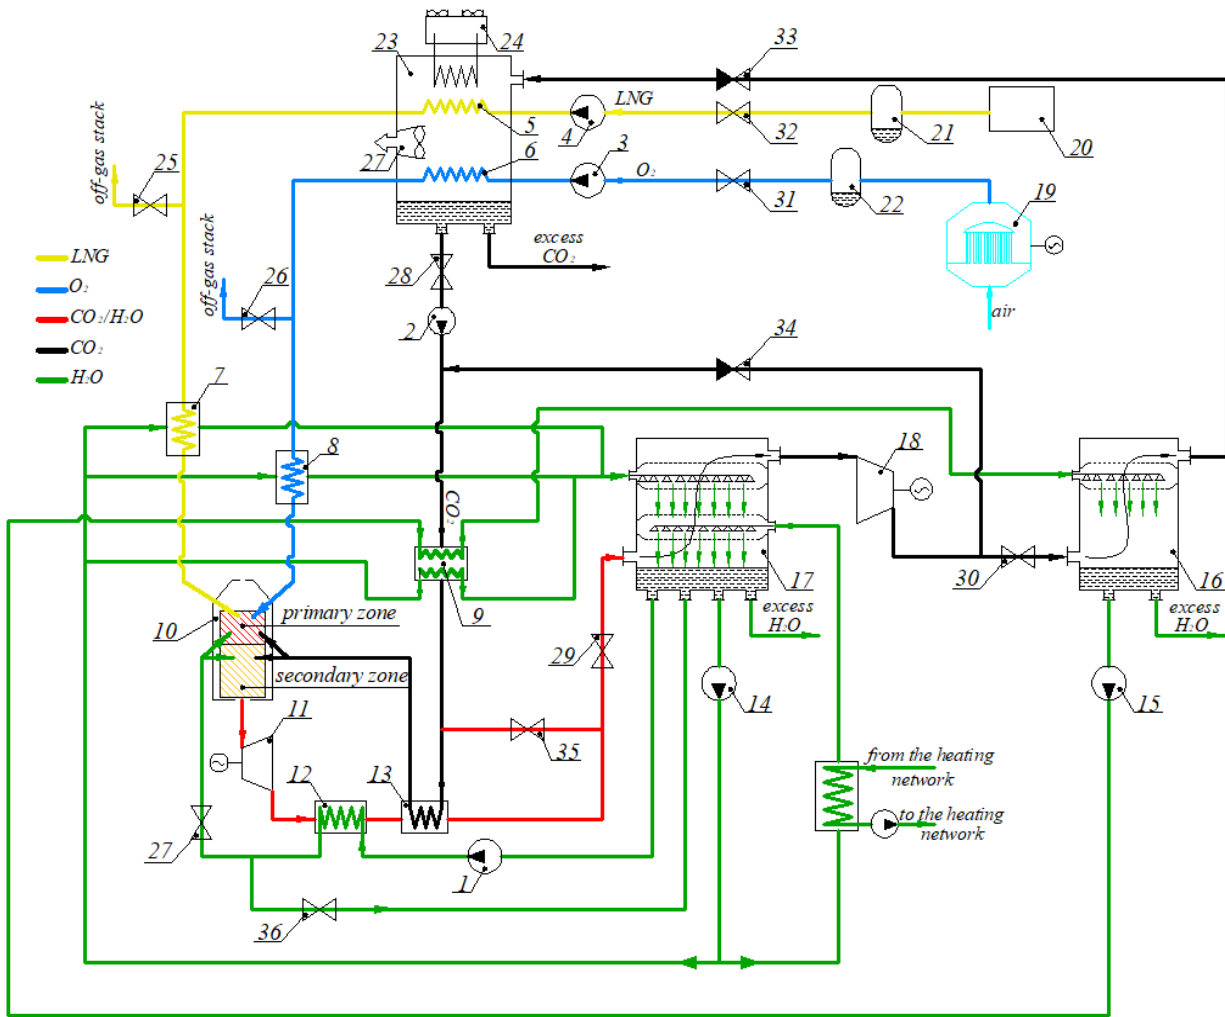 23
24
33
LNG
5
4
32
21
20
off-gas stack
25
27
6
3
O₂
31
22
19
LNG
O₂
CO₂/H₂O
CO₂
H₂O
off-gas stack
26
28
excess
CO₂
air
2
34
7
8
18
CO₂
9
17
30
16
10
primary zone
secondary zone
excess
H₂O
excess
H₂O
29
14
15
11
35
12
13
from the heating
network
to the heating
network
27
1
36